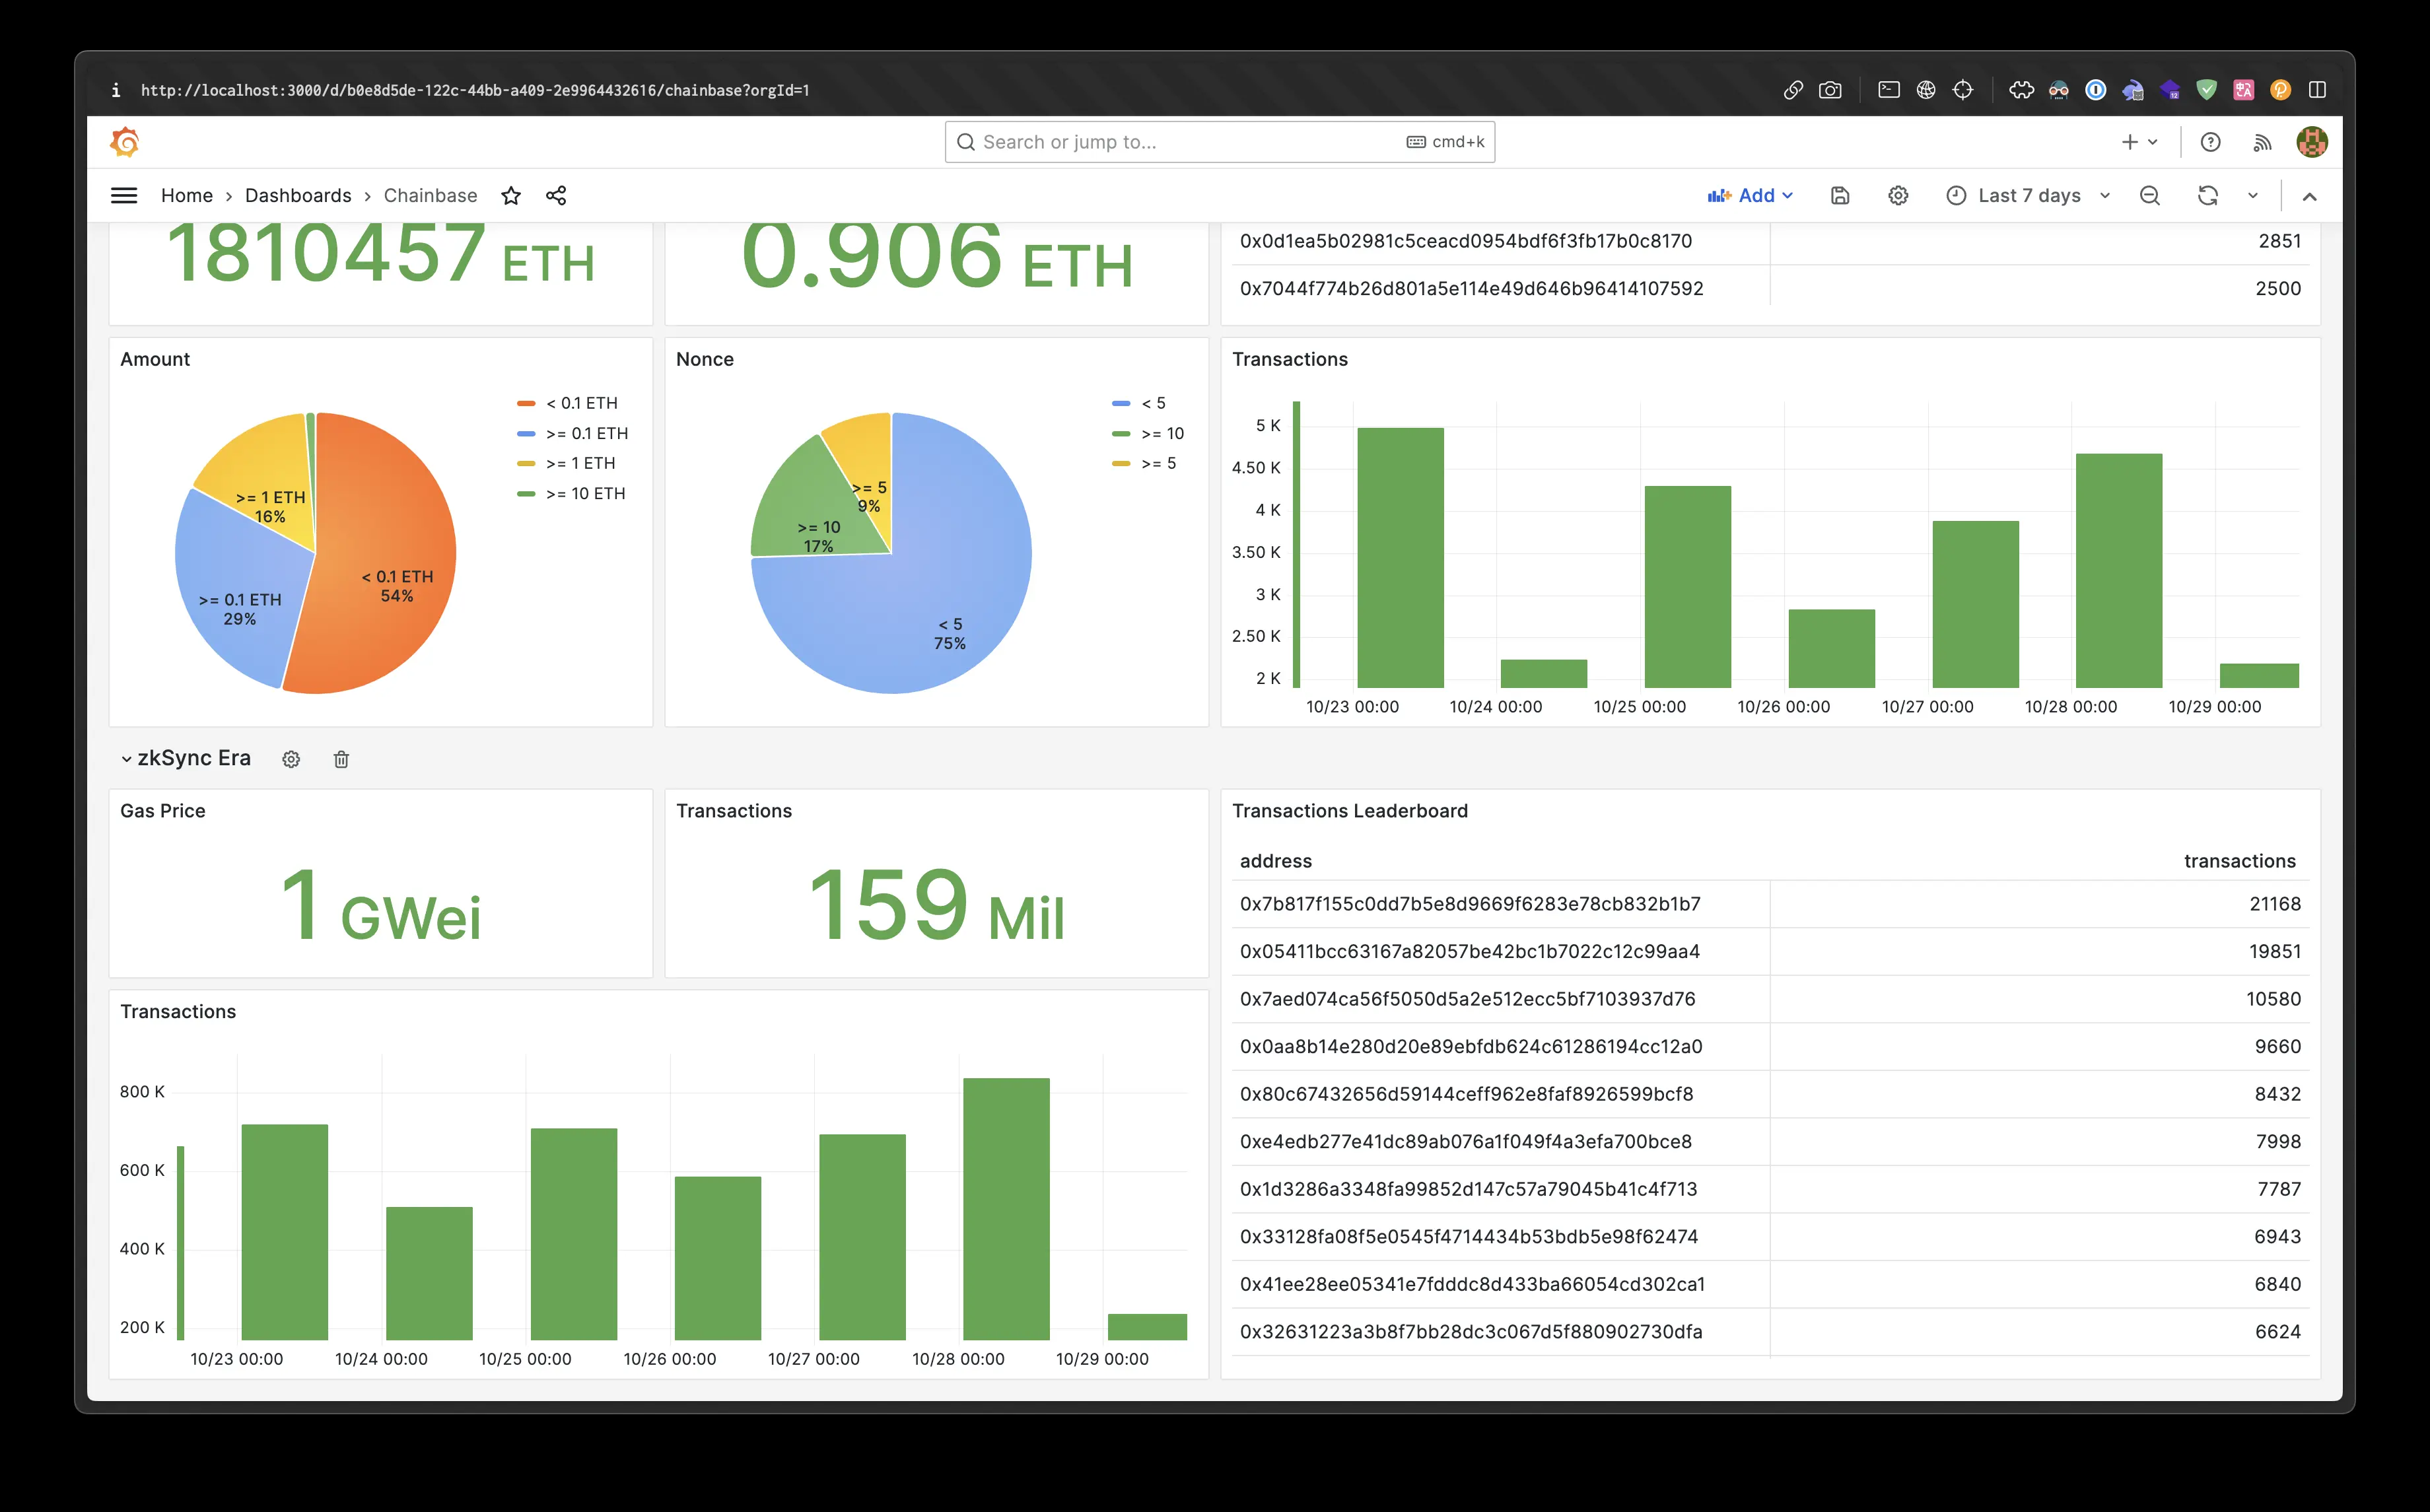 http://localhost:3000/d/b0e8d5de-122c-44bb-a409-2e9964432616/chainbase?orgId=1
Search or jump to... cmd+k
Home › Dashboards › Chainbase
Add Last 7 days
1810457 ETH
0.906 ETH
0x0d1ea5b02981c5ceacd0954bdf6f3fb17b0c8170 2851
0x7044f774b26d801a5e114e49d646b96414107592 2500
Amount
< 0.1 ETH
>= 0.1 ETH
>= 1 ETH
>= 10 ETH
>= 1 ETH
16%
< 0.1 ETH
54%
>= 0.1 ETH
29%
Nonce
< 5
>= 10
>= 5
>= 5
9%
>= 10
17%
< 5
75%
Transactions
5 K
4.50 K
4 K
3.50 K
3 K
2.50 K
2 K
10/23 00:00 10/24 00:00 10/25 00:00 10/26 00:00 10/27 00:00 10/28 00:00 10/29 00:00
zkSync Era
Gas Price
1 GWei
Transactions
159 Mil
Transactions
800 K
600 K
400 K
200 K
10/23 00:00 10/24 00:00 10/25 00:00 10/26 00:00 10/27 00:00 10/28 00:00 10/29 00:00
Transactions Leaderboard
address transactions
0x7b817f155c0dd7b5e8d9669f6283e78cb832b1b7 21168
0x05411bcc63167a82057be42bc1b7022c12c99aa4 19851
0x7aed074ca56f5050d5a2e512ecc5bf7103937d76 10580
0x0aa8b14e280d20e89ebfdb624c61286194cc12a0 9660
0x80c67432656d59144ceff962e8faf8926599bcf8 8432
0xe4edb277e41dc89ab076a1f049f4a3efa700bce8 7998
0x1d3286a3348fa99852d147c57a79045b41c4f713 7787
0x33128fa08f5e0545f4714434b53bdb5e98f62474 6943
0x41ee28ee05341e7fdddc8d433ba66054cd302ca1 6840
0x32631223a3b8f7bb28dc3c067d5f880902730dfa 6624